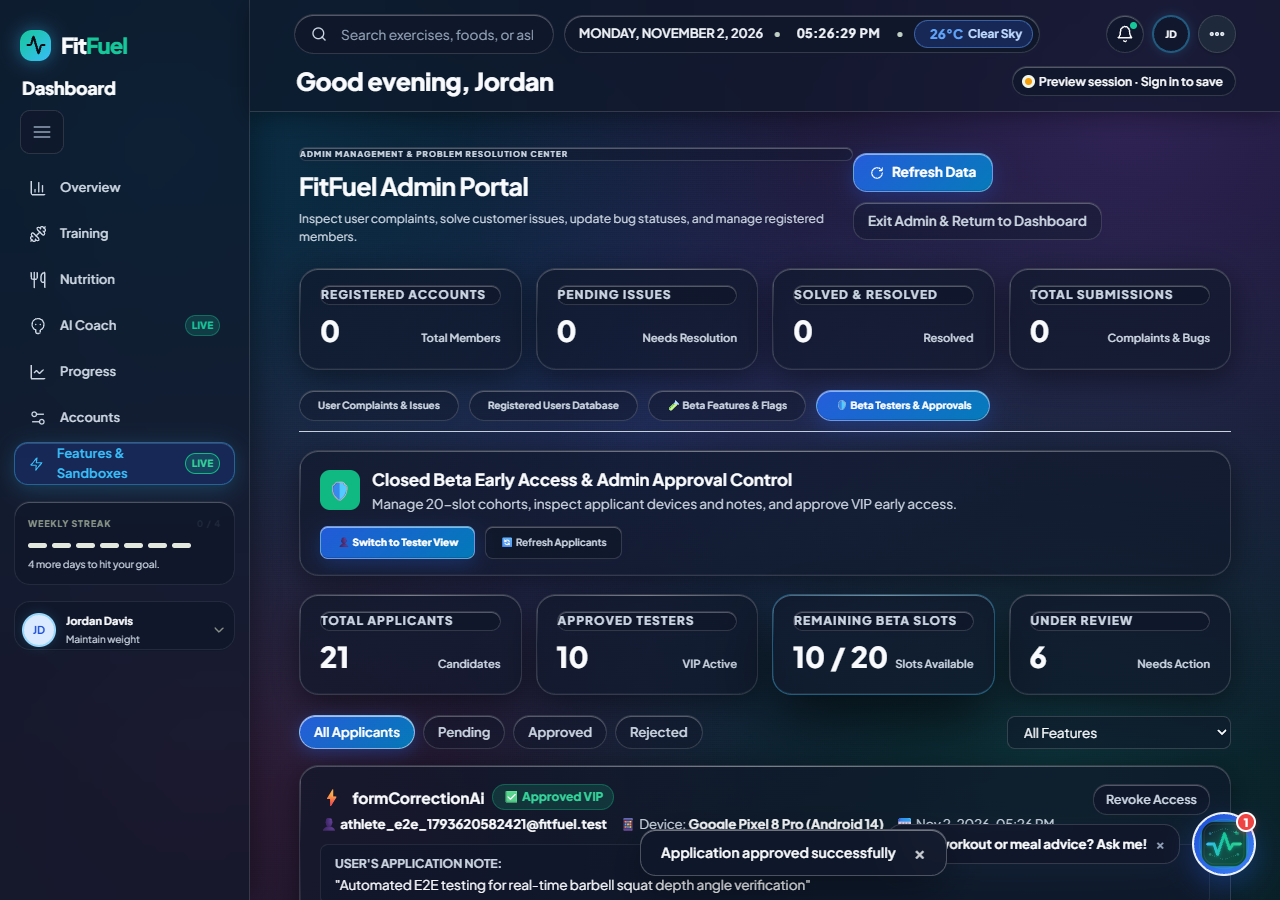 FitFuel
Dashboard
Overview
Training
Nutrition
AI Coach LIVE
Progress
Accounts
Features & Sandboxes LIVE
WEEKLY STREAK 0 / 4
4 more days to hit your goal.
JD Jordan Davis
Maintain weight
Search exercises, foods, or asl
MONDAY, NOVEMBER 2, 2026 • 05:26:29 PM • 26°C Clear Sky
JD
Good evening, Jordan
Preview session · Sign in to save
ADMIN MANAGEMENT & PROBLEM RESOLUTION CENTER
FitFuel Admin Portal
Inspect user complaints, solve customer issues, update bug statuses, and manage registered
members.
Refresh Data
Exit Admin & Return to Dashboard
REGISTERED ACCOUNTS
0 Total Members
PENDING ISSUES
0 Needs Resolution
SOLVED & RESOLVED
0 Resolved
TOTAL SUBMISSIONS
0 Complaints & Bugs
User Complaints & Issues
Registered Users Database
Beta Features & Flags
Beta Testers & Approvals
Closed Beta Early Access & Admin Approval Control
Manage 20-slot cohorts, inspect applicant devices and notes, and approve VIP early access.
Switch to Tester View
Refresh Applicants
TOTAL APPLICANTS
21 Candidates
APPROVED TESTERS
10 VIP Active
REMAINING BETA SLOTS
10 / 20 Slots Available
UNDER REVIEW
6 Needs Action
All Applicants
Pending
Approved
Rejected
All Features
formCorrectionAi Approved VIP
Revoke Access
athlete_e2e_1793620582421@fitfuel.test Device: Google Pixel 8 Pro (Android 14) Nov 2, 2026, 05:26 PM
USER'S APPLICATION NOTE:
"Automated E2E testing for real-time barbell squat depth angle verification"
Application approved successfully ×
workout or meal advice? Ask me! ×
1